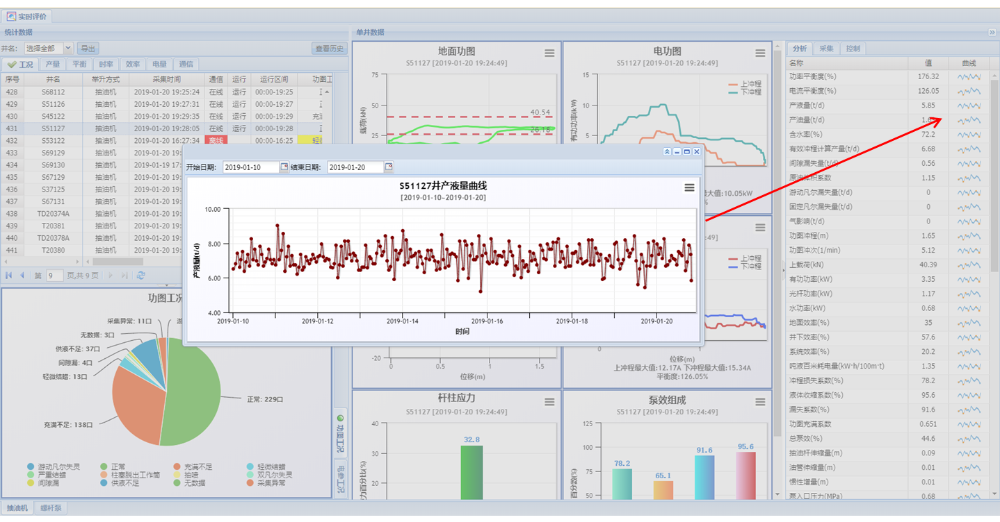 实时评价
统计数据
井名: 选择全部 导出 查看历史
工况 产量 平衡 时率 效率 电量 通信
序号 井名 举升方式 采集时间 通信 运行 运行区间 功图工
428 S68112 抽油机 2019-01-20 19:25:24 在线 运行 00:00-19:25
429 S51126 抽油机 2019-01-20 19:27:31 在线 运行 00:00-19:27
430 S45122 抽油机 2019-01-20 19:29:35 在线 运行 00:00-19:29
431 S51127 抽油机 2019-01-20 19:28:05 在线 运行 00:00-19:28
432 S53122 抽油机 2019-01-20 16:27:34 离线 00:00-16:25
433 S69129 抽油机 2019-01-20 19:
434 S69130 抽油机 2019-01-19 17:
435 S67129 抽油机 2019-01-20 19:
436 S37125 抽油机 2019-01-20 19:
437 S67131 抽油机 2019-01-20 19:
438 TD20374A 抽油机 2019-01-20 19:
439 T20381 抽油机 2019-01-20 19:
440 TD20378A 抽油机 2019-01-20 19:
441 T20380 抽油机 2019-01-20 19:
第 9 页,共 9 页
功图工况
采集异常: 11口
无数据: 3口
供液不足: 37口
间隙漏: 4口
轻微结蜡: 13口
正常: 229口
充满不足: 138口
游动凡尔失灵 正常 充满不足 轻微结蜡
严重结蜡 柱塞脱出工作筒 抽喷 双凡尔失灵
间隙漏 供液不足 无数据 采集异常
功图工况
电参工况
抽油机 螺杆泵
单井数据
地面功图
S51127 [2019-01-20 19:24:49]
载荷(kN)
75
50
25
40.54
26.18
电功图
S51127 [2019-01-20 19:24:49]
有功功率(kW)
15
10
5
上冲程
下冲程
最大值:10.05kW
%
开始日期: 2019-01-10 结束日期: 2019-01-20
S51127井产液量曲线
[2019-01-10~2019-01-20]
产液量(t/d)
10.00
8.00
6.00
4.00
2019-01-10 2019-01-12 2019-01-14 2019-01-16 2019-01-18 2019-01-20
时间
:49]
上冲程
下冲程
-20
0 0.5 1 1.5
位移(m)
0 1
位移(m)
上冲程最大值:12.17A 下冲程最大值:15.34A
平衡度:126.05%
杆柱应力
S51127 [2019-01-20 19:24:49]
力百分比(%)
40
30
20
32.8
泵效组成
S51127 [2019-01-20 19:24:49]
百分数(%)
125
100
75
50
78.2
65.1
91.6
95.6
分析 采集 控制
名称 值 曲线
功率平衡度(%) 176.32
电流平衡度(%) 126.05
产液量(t/d) 5.85
产油量(t/d)
含水率(%) 72.2
有效冲程计算产量(t/d) 6.68
间隙漏失量(t/d) 0.56
原油体积系数 1.15
游动凡尔漏失量(t/d) 0
固定凡尔漏失量(t/d) 0
气影响(t/d) 0
功图冲程(m) 1.65
功图冲次(1/min) 5.12
上载荷(kN) 40.39
有功功率(kW) 3.35
光杆功率(kW) 1.17
水功率(kW) 0.68
地面效率(%) 35
井下效率(%) 57.6
系统效率(%) 20.2
吨液百米耗电量(kW·h/100m·t) 1.35
冲程损失系数(%) 78.2
液体收缩系数(%) 95.6
漏失系数(%) 91.6
功图充满系数 0.651
总泵效(%) 44.6
抽油杆伸缩量(m) 0.09
油管伸缩量(m) 0.01
惯性增量(m) 0.01
泵入口压力(MPa) 0.68